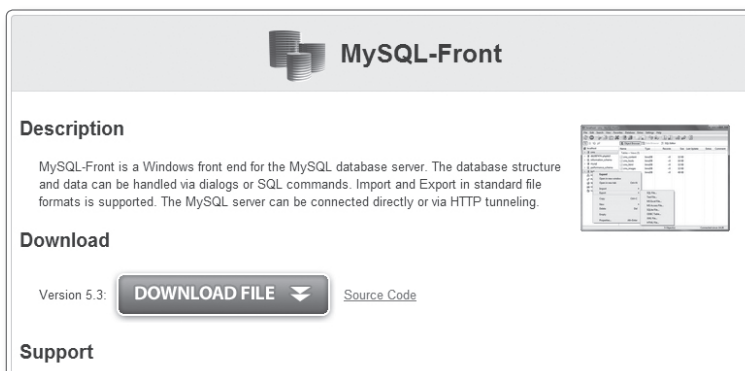 MySQL-Front
Description
MySQL-Front is a Windows front end for the MySQL database server. The database structure
and data can be handled via dialogs or SQL commands. Import and Export in standard file
formats is supported. The MySQL server can be connected directly or via HTTP tunneling.
Download
Version 5.3: DOWNLOAD FILE Source Code
Support